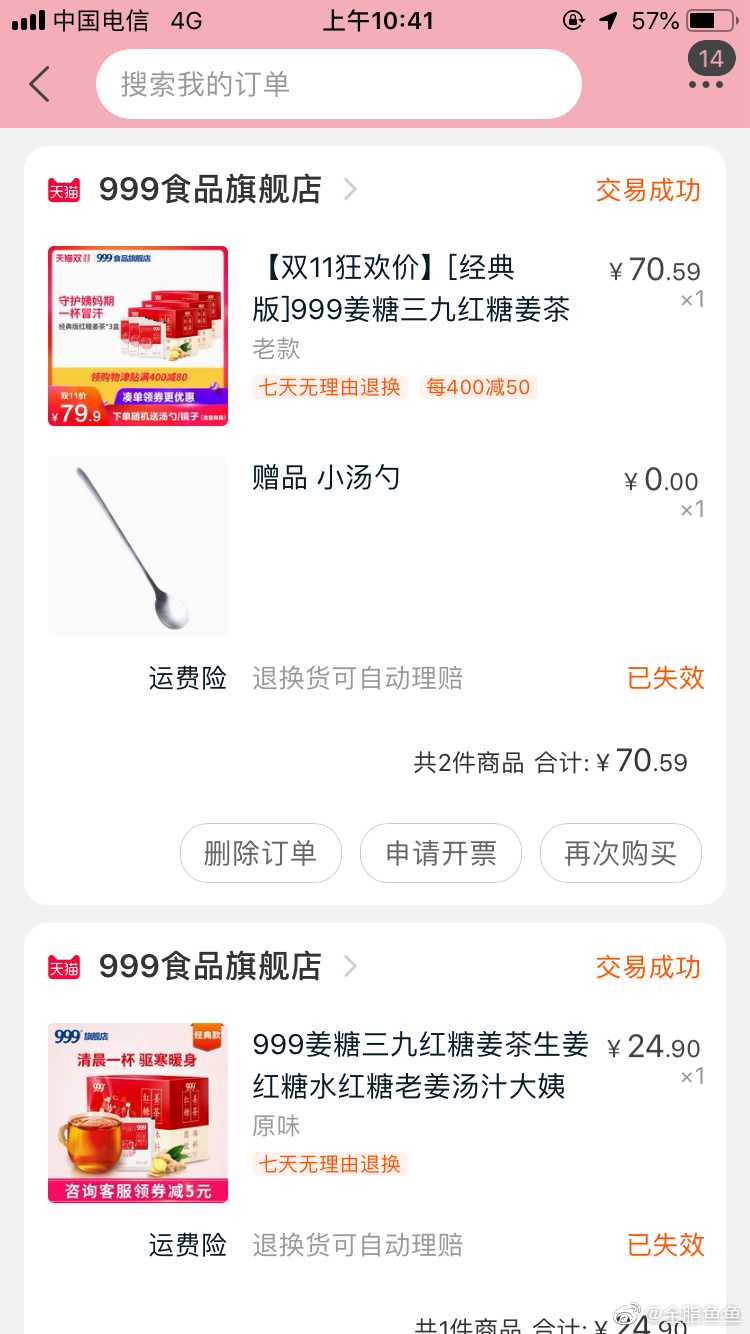 中国电信 4G 上午10:41 57%
搜索我的订单
14
天猫 999食品旗舰店 交易成功
天猫双11 999食品旗舰店
守护姨妈期
一杯冒汗
经典版红糖姜茶*3盒
领购物津贴满400减80
双11价
¥79.9
凑单领券更优惠
下单随机送汤勺/镜子
【双11狂欢价】[经典
版]999姜糖三九红糖姜茶
¥70.59
×1
老款
七天无理由退换 每400减50
赠品 小汤勺
¥0.00
×1
运费险 退换货可自动理赔 已失效
共2件商品 合计:¥70.59
删除订单 申请开票 再次购买
天猫 999食品旗舰店 交易成功
999 旗舰店
经典款
清晨一杯 驱寒暖身
咨询客服领券减5元
999姜糖三九红糖姜茶生姜
红糖水红糖老姜汤汁大姨
¥24.90
×1
原味
七天无理由退换
运费险 退换货可自动理赔 已失效
共1件商品 合计:¥24.90
@全脂鱼鱼